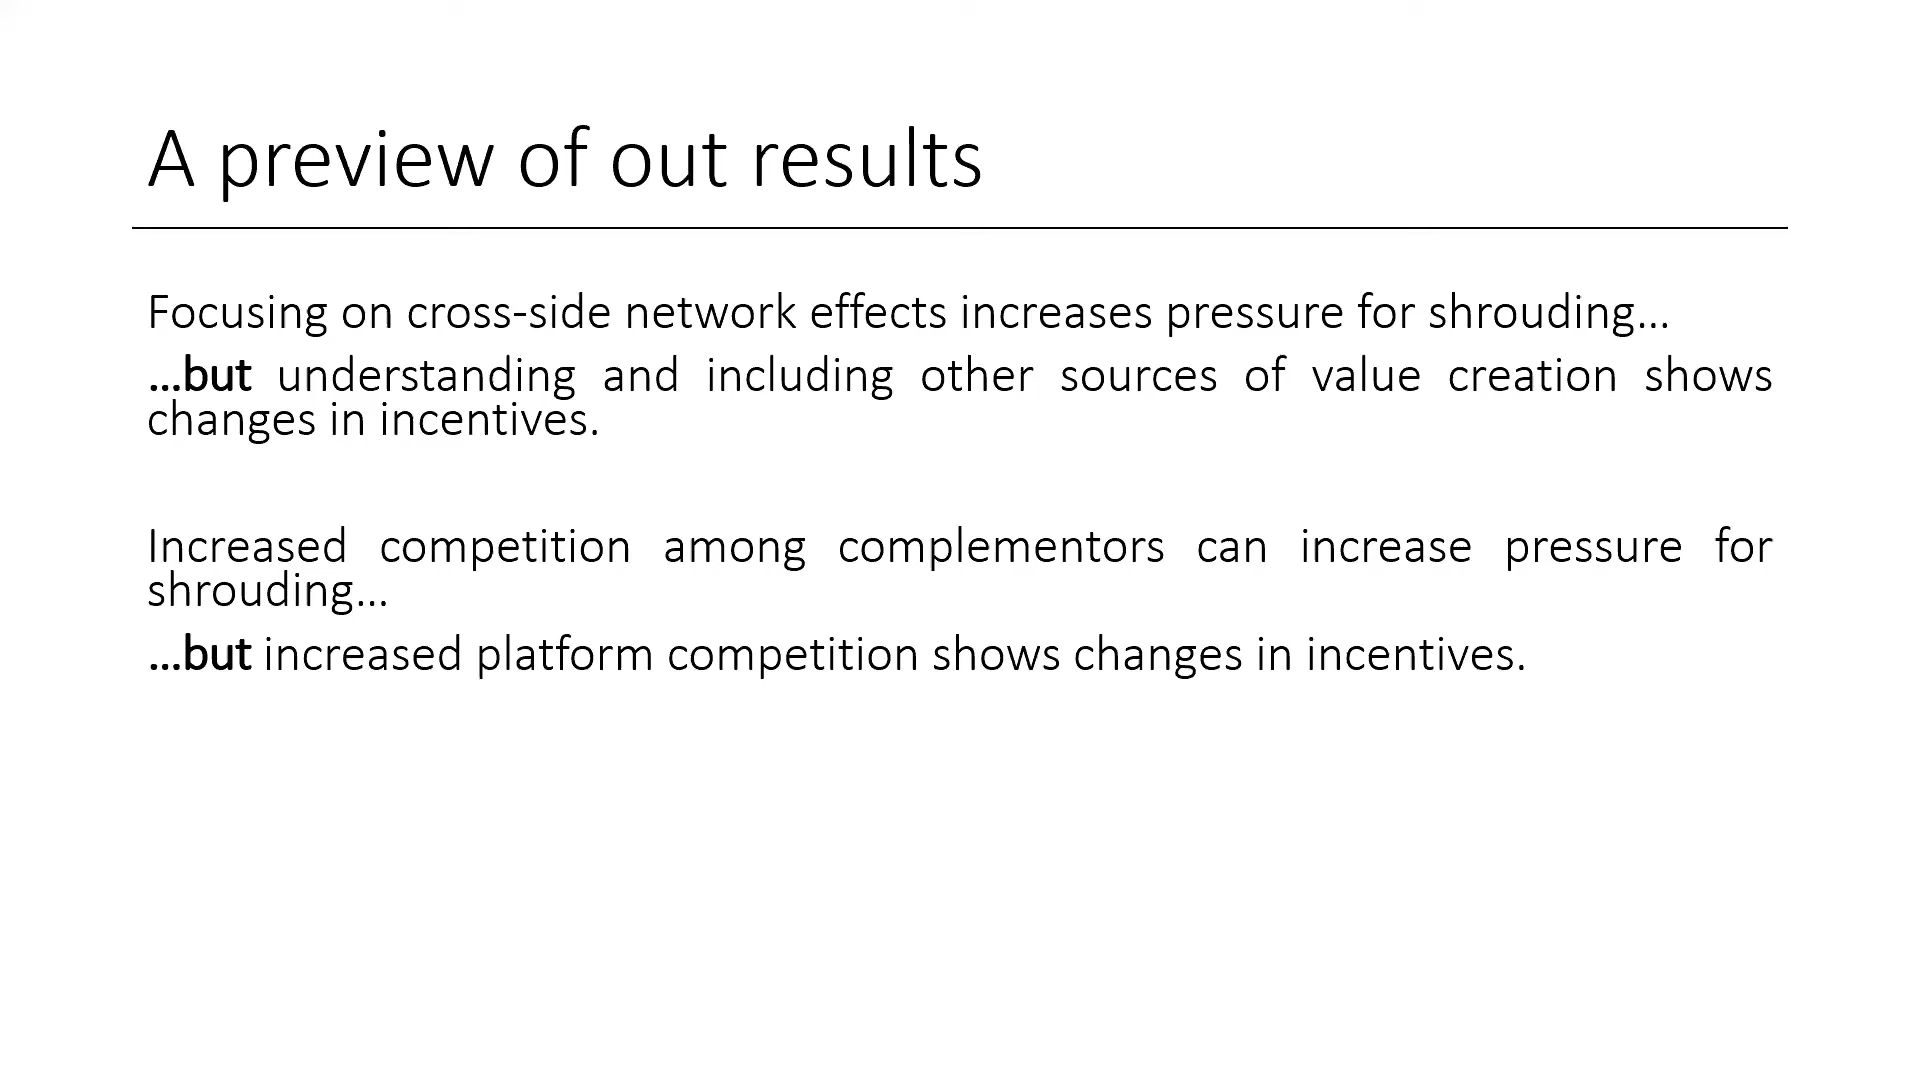 A preview of out results
Focusing on cross-side network effects increases pressure for shrouding...
...but understanding and including other sources of value creation shows
changes in incentives.
Increased competition among complementors can increase pressure for
shrouding...
...but increased platform competition shows changes in incentives.